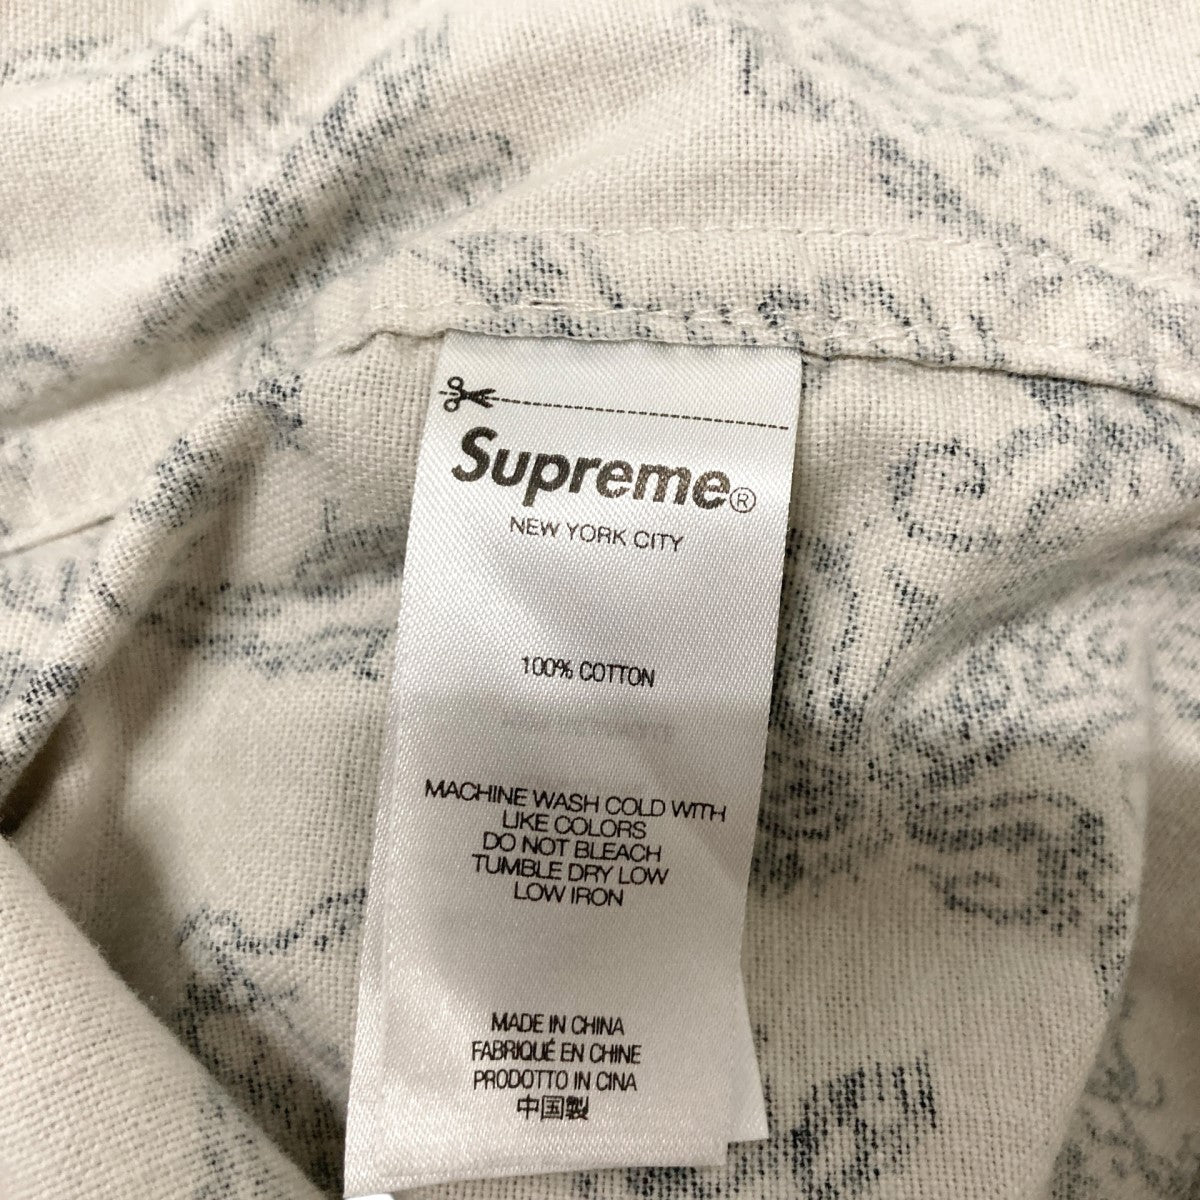 Supreme®
NEW YORK CITY
100% COTTON
MACHINE WASH COLD WITH
LIKE COLORS
DO NOT BLEACH
TUMBLE DRY LOW
LOW IRON
MADE IN CHINA
FABRIQUÉ EN CHINE
PRODOTTO IN CINA
中国製